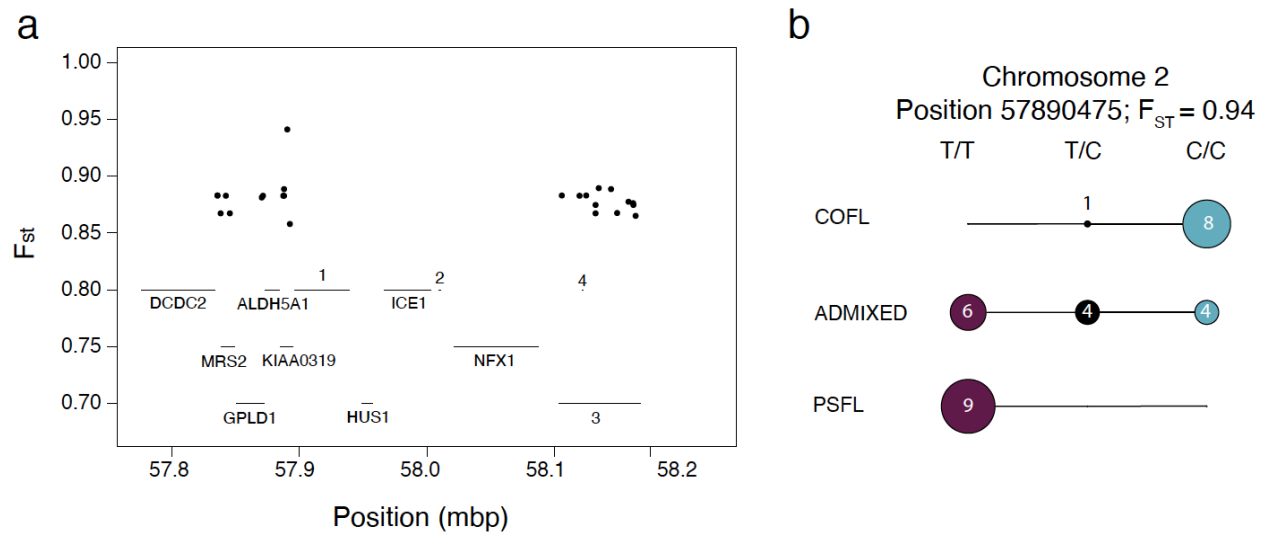 a
1.00
0.95
0.90
0.85
0.80
0.75
0.70
Fst
1
2
4
DCDC2
ALDH5A1
ICE1
MRS2
KIAA0319
NFX1
GPLD1
HUS1
3
57.8
57.9
58.0
58.1
58.2
Position (mbp)
b
Chromosome 2
Position 57890475; FST = 0.94
T/T T/C C/C
1
COFL 8
ADMIXED 6 4 4
PSFL 9